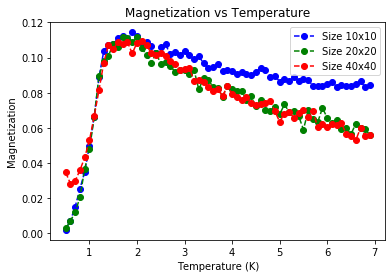 Magnetization vs Temperature
0.12
0.10
0.08
0.06
0.04
0.02
0.00
Magnetization
Size 10x10
Size 20x20
Size 40x40
1 2 3 4 5 6 7
Temperature (K)